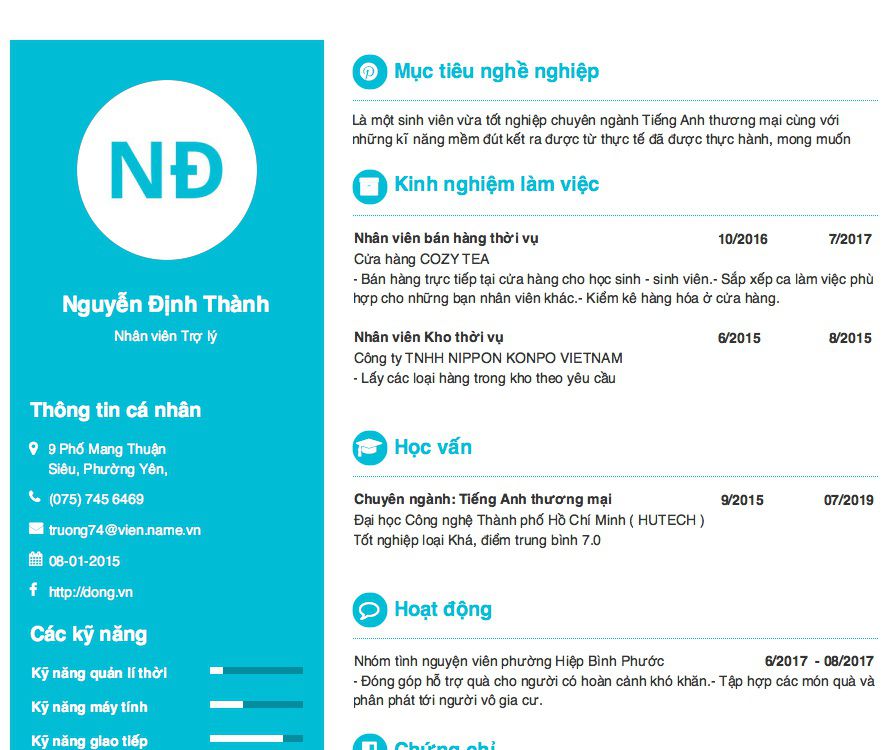 NĐ
Nguyễn Định Thành
Nhân viên Trợ lý
Thông tin cá nhân
9 Phố Mang Thuận
Siêu, Phường Yên,
(075) 745 6469
truong74@vien.name.vn
08-01-2015
http://dong.vn
Các kỹ năng
Kỹ năng quản lí thời
Kỹ năng máy tính
Kỹ năng giao tiếp
Mục tiêu nghề nghiệp
Là một sinh viên vừa tốt nghiệp chuyên ngành Tiếng Anh thương mại cùng với
những kĩ năng mềm đút kết ra được từ thực tế đã được thực hành, mong muốn
Kinh nghiệm làm việc
Nhân viên bán hàng thời vụ 10/2016 7/2017
Cửa hàng COZY TEA
- Bán hàng trực tiếp tại cửa hàng cho học sinh - sinh viên.- Sắp xếp ca làm việc phù
hợp cho những bạn nhân viên khác.- Kiểm kê hàng hóa ở cửa hàng.
Nhân viên Kho thời vụ 6/2015 8/2015
Công ty TNHH NIPPON KONPO VIETNAM
- Lấy các loại hàng trong kho theo yêu cầu
Học vấn
Chuyên ngành: Tiếng Anh thương mại 9/2015 07/2019
Đại học Công nghệ Thành phố Hồ Chí Minh ( HUTECH )
Tốt nghiệp loại Khá, điểm trung bình 7.0
Hoạt động
Nhóm tình nguyện viên phường Hiệp Bình Phước 6/2017 - 08/2017
- Đóng góp hỗ trợ quà cho người có hoàn cảnh khó khăn.- Tập hợp các món quà và
phân phát tới người vô gia cư.
Chứng chỉ